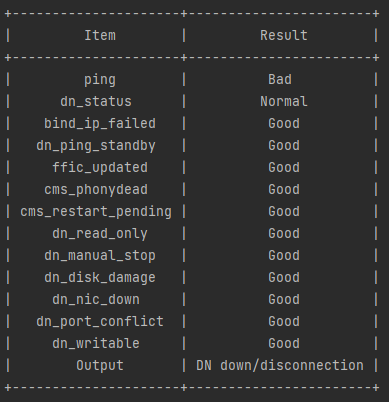 +---------------------+-----------------------+
|         Item        |         Result        |
+---------------------+-----------------------+
|         ping        |          Bad          |
|      dn_status      |         Normal        |
|    bind_ip_failed   |          Good         |
|   dn_ping_standby   |          Good         |
|     ffic_updated    |          Good         |
|    cms_phonydead    |          Good         |
| cms_restart_pending |          Good         |
|     dn_read_only    |          Good         |
|    dn_manual_stop   |          Good         |
|    dn_disk_damage   |          Good         |
|     dn_nic_down     |          Good         |
|   dn_port_conflict  |          Good         |
|     dn_writable     |          Good         |
|        Output       | DN down/disconnection |
+---------------------+-----------------------+